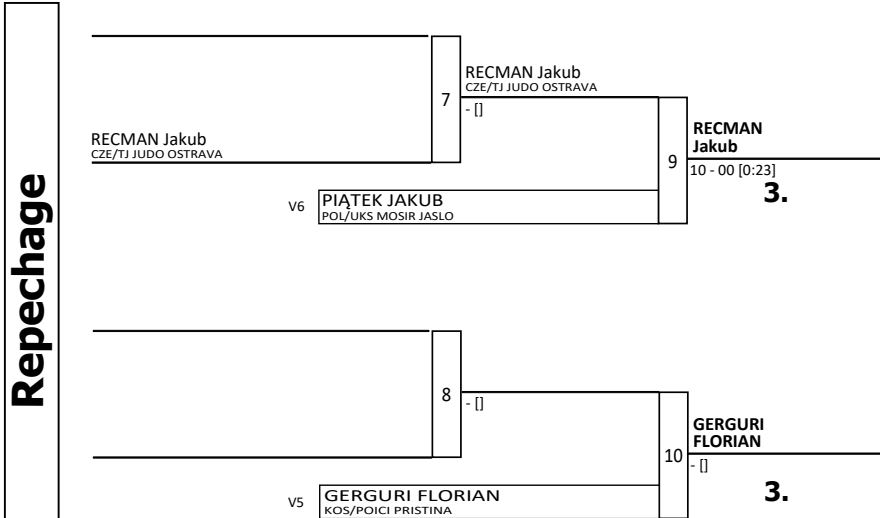 Repechage
RECMAN Jakub
CZE/TJ JUDO OSTRAVA
7
RECMAN Jakub
CZE/TJ JUDO OSTRAVA
- []
V6
PIĄTEK JAKUB
POL/UKS MOSIR JASLO
9
RECMAN
Jakub
10 - 00 [0:23]
3.
8
- []
V5
GERGURI FLORIAN
KOS/POICI PRISTINA
10
GERGURI
FLORIAN
- []
3.